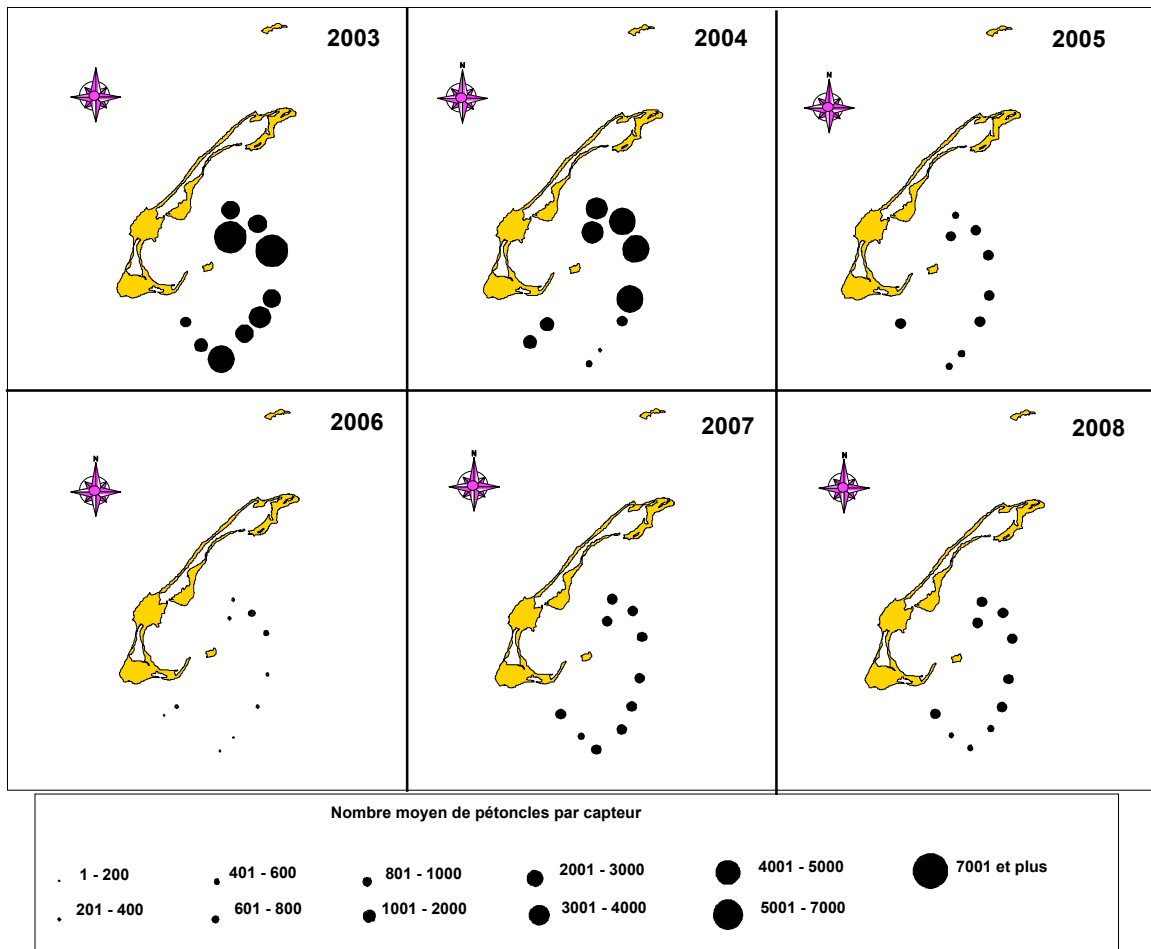 2003
2004
2005
N
N
N
2006
2007
2008
N
N
N
Nombre moyen de pétoncles par capteur
1 - 200
401 - 600
801 - 1000
2001 - 3000
4001 - 5000
7001 et plus
201 - 400
601 - 800
1001 - 2000
3001 - 4000
5001 - 7000